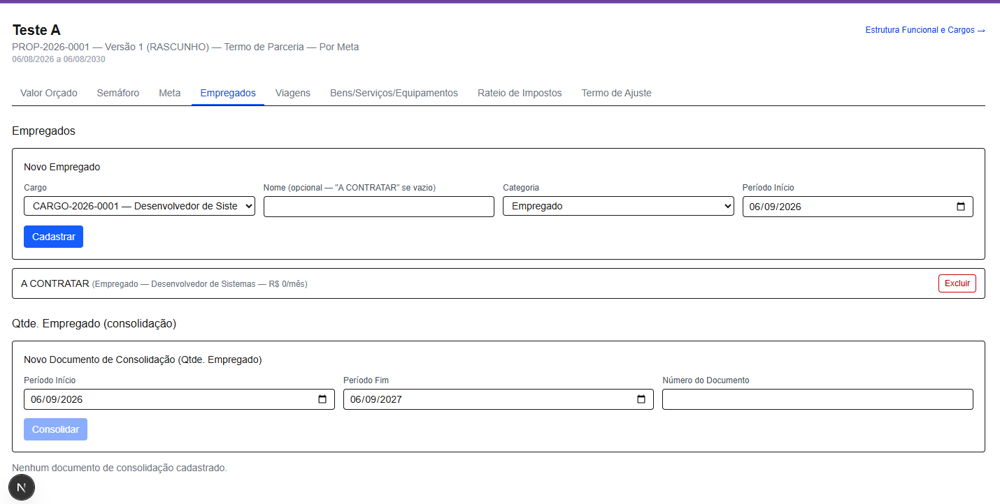 Teste A
Estrutura Funcional e Cargos →
PROP-2026-0001 — Versão 1 (RASCUNHO) — Termo de Parceria — Por Meta
06/08/2026 a 06/08/2030
Valor Orçado Semáforo Meta Empregados Viagens Bens/Serviços/Equipamentos Rateio de Impostos Termo de Ajuste
Empregados
Novo Empregado
Cargo Nome (opcional — "A CONTRATAR" se vazio) Categoria Período Início
CARGO-2026-0001 — Desenvolvedor de Siste Empregado 06/09/2026
Cadastrar
A CONTRATAR (Empregado — Desenvolvedor de Sistemas — R$ 0/mês) Excluir
Qtde. Empregado (consolidação)
Novo Documento de Consolidação (Qtde. Empregado)
Período Início Período Fim Número do Documento
06/09/2026 06/09/2027
Consolidar
Nenhum documento de consolidação cadastrado.
N